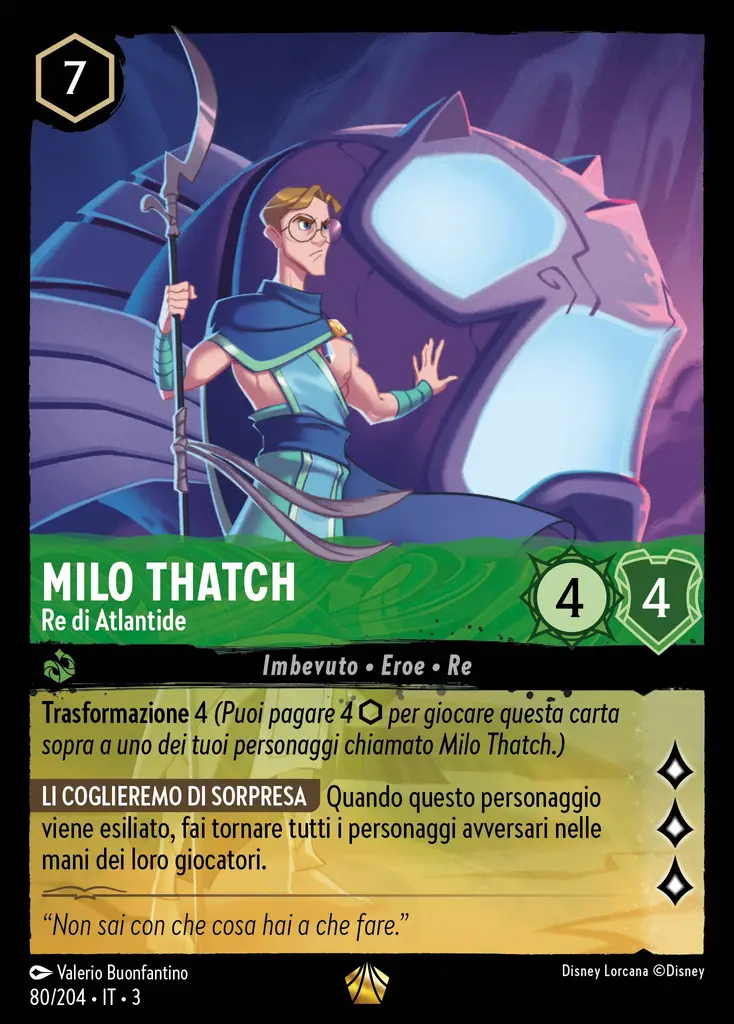 7
MILO THATCH
Re di Atlantide
4
4
Imbevuto • Eroe • Re
Trasformazione 4 (Puoi pagare 4 ⬡ per giocare questa carta
sopra a uno dei tuoi personaggi chiamato Milo Thatch.)
LI COGLIEREMO DI SORPRESA Quando questo personaggio
viene esiliato, fai tornare tutti i personaggi avversari nelle
mani dei loro giocatori.
“Non sai con che cosa hai a che fare.”
Valerio Buonfantino
Disney Lorcana ©Disney
80/204 • IT • 3